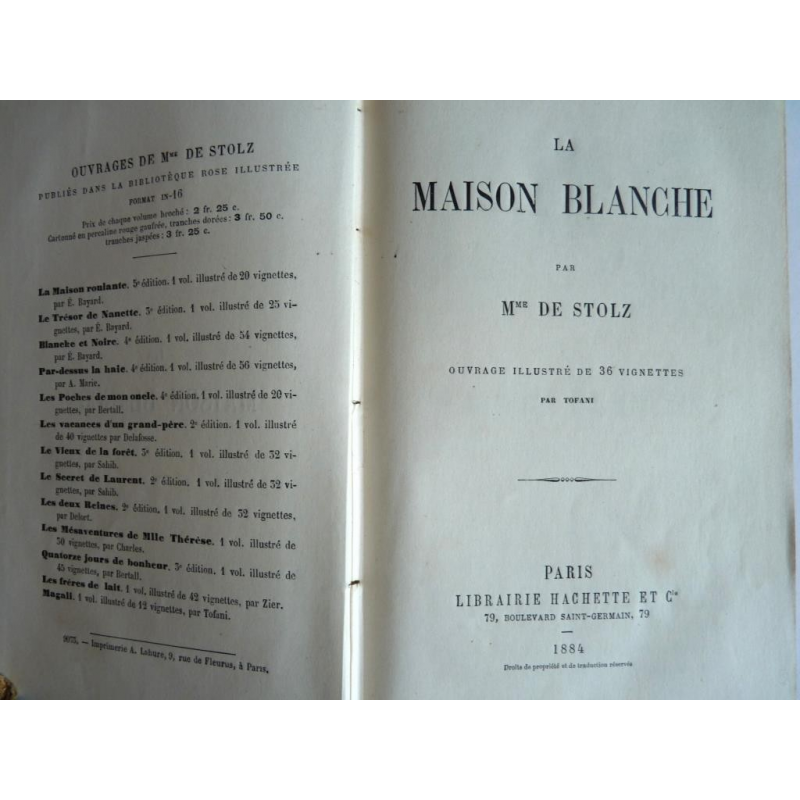 OUVRAGES DE Mme DE STOLZ
PUBLIÉS DANS LA BIBLIOTÈQUE ROSE ILLUSTRÉE
FORMAT IN-16
Prix de chaque volume broché : 2 fr. 25 c.
Cartonné en percaline rouge gaufrée, tranches dorées : 3 fr. 50 c.
tranches jaspées : 3 fr. 25 c.
La Maison roulante. 5e édition. 1 vol. illustré de 20 vignettes,
par É. Bayard.
Le Trésor de Nanette. 5e édition. 1 vol. illustré de 25 vi-
gnettes, par É. Bayard.
Blanche et Noire. 4e édition. 1 vol. illustré de 54 vignettes,
par É. Bayard.
Par-dessus la haie. 4e édition. 1 vol. illustré de 56 vignettes,
par A. Marie.
Les Poches de mon oncle. 4e édition. 1 vol. illustré de 20 vi-
gnettes, par Bertall.
Les vacances d'un grand-père. 2e édition. 1 vol. illustré
de 40 vignettes par Delafosse.
Le Vieux de la forêt. 3e édition. 1 vol. illustré de 32 vi-
gnettes, par Sahib.
Le Secret de Laurent. 2e édition. 1 vol. illustré de 32 vi-
gnettes, par Sahib.
Les deux Reines. 2e édition. 1 vol. illustré de 32 vignettes,
par Delort.
Les Mésaventures de Mlle Thérèse. 1 vol. illustré de
30 vignettes, par Charles.
Quatorze jours de bonheur. 3e édition. 1 vol. illustré de
45 vignettes, par Bertall.
Les frères de lait. 1 vol. illustré de 42 vignettes, par Zier.
Magali. 1 vol. illustré de 12 vignettes, par Tofani.
9075. — Imprimerie A. Lahure, 9, rue de Fleurus, à Paris.
LA
MAISON BLANCHE
PAR
Mme DE STOLZ
OUVRAGE ILLUSTRÉ DE 36 VIGNETTES
PAR TOFANI
PARIS
LIBRAIRIE HACHETTE ET Cie
79, BOULEVARD SAINT-GERMAIN, 79
1884
Droits de propriété et de traduction réservés